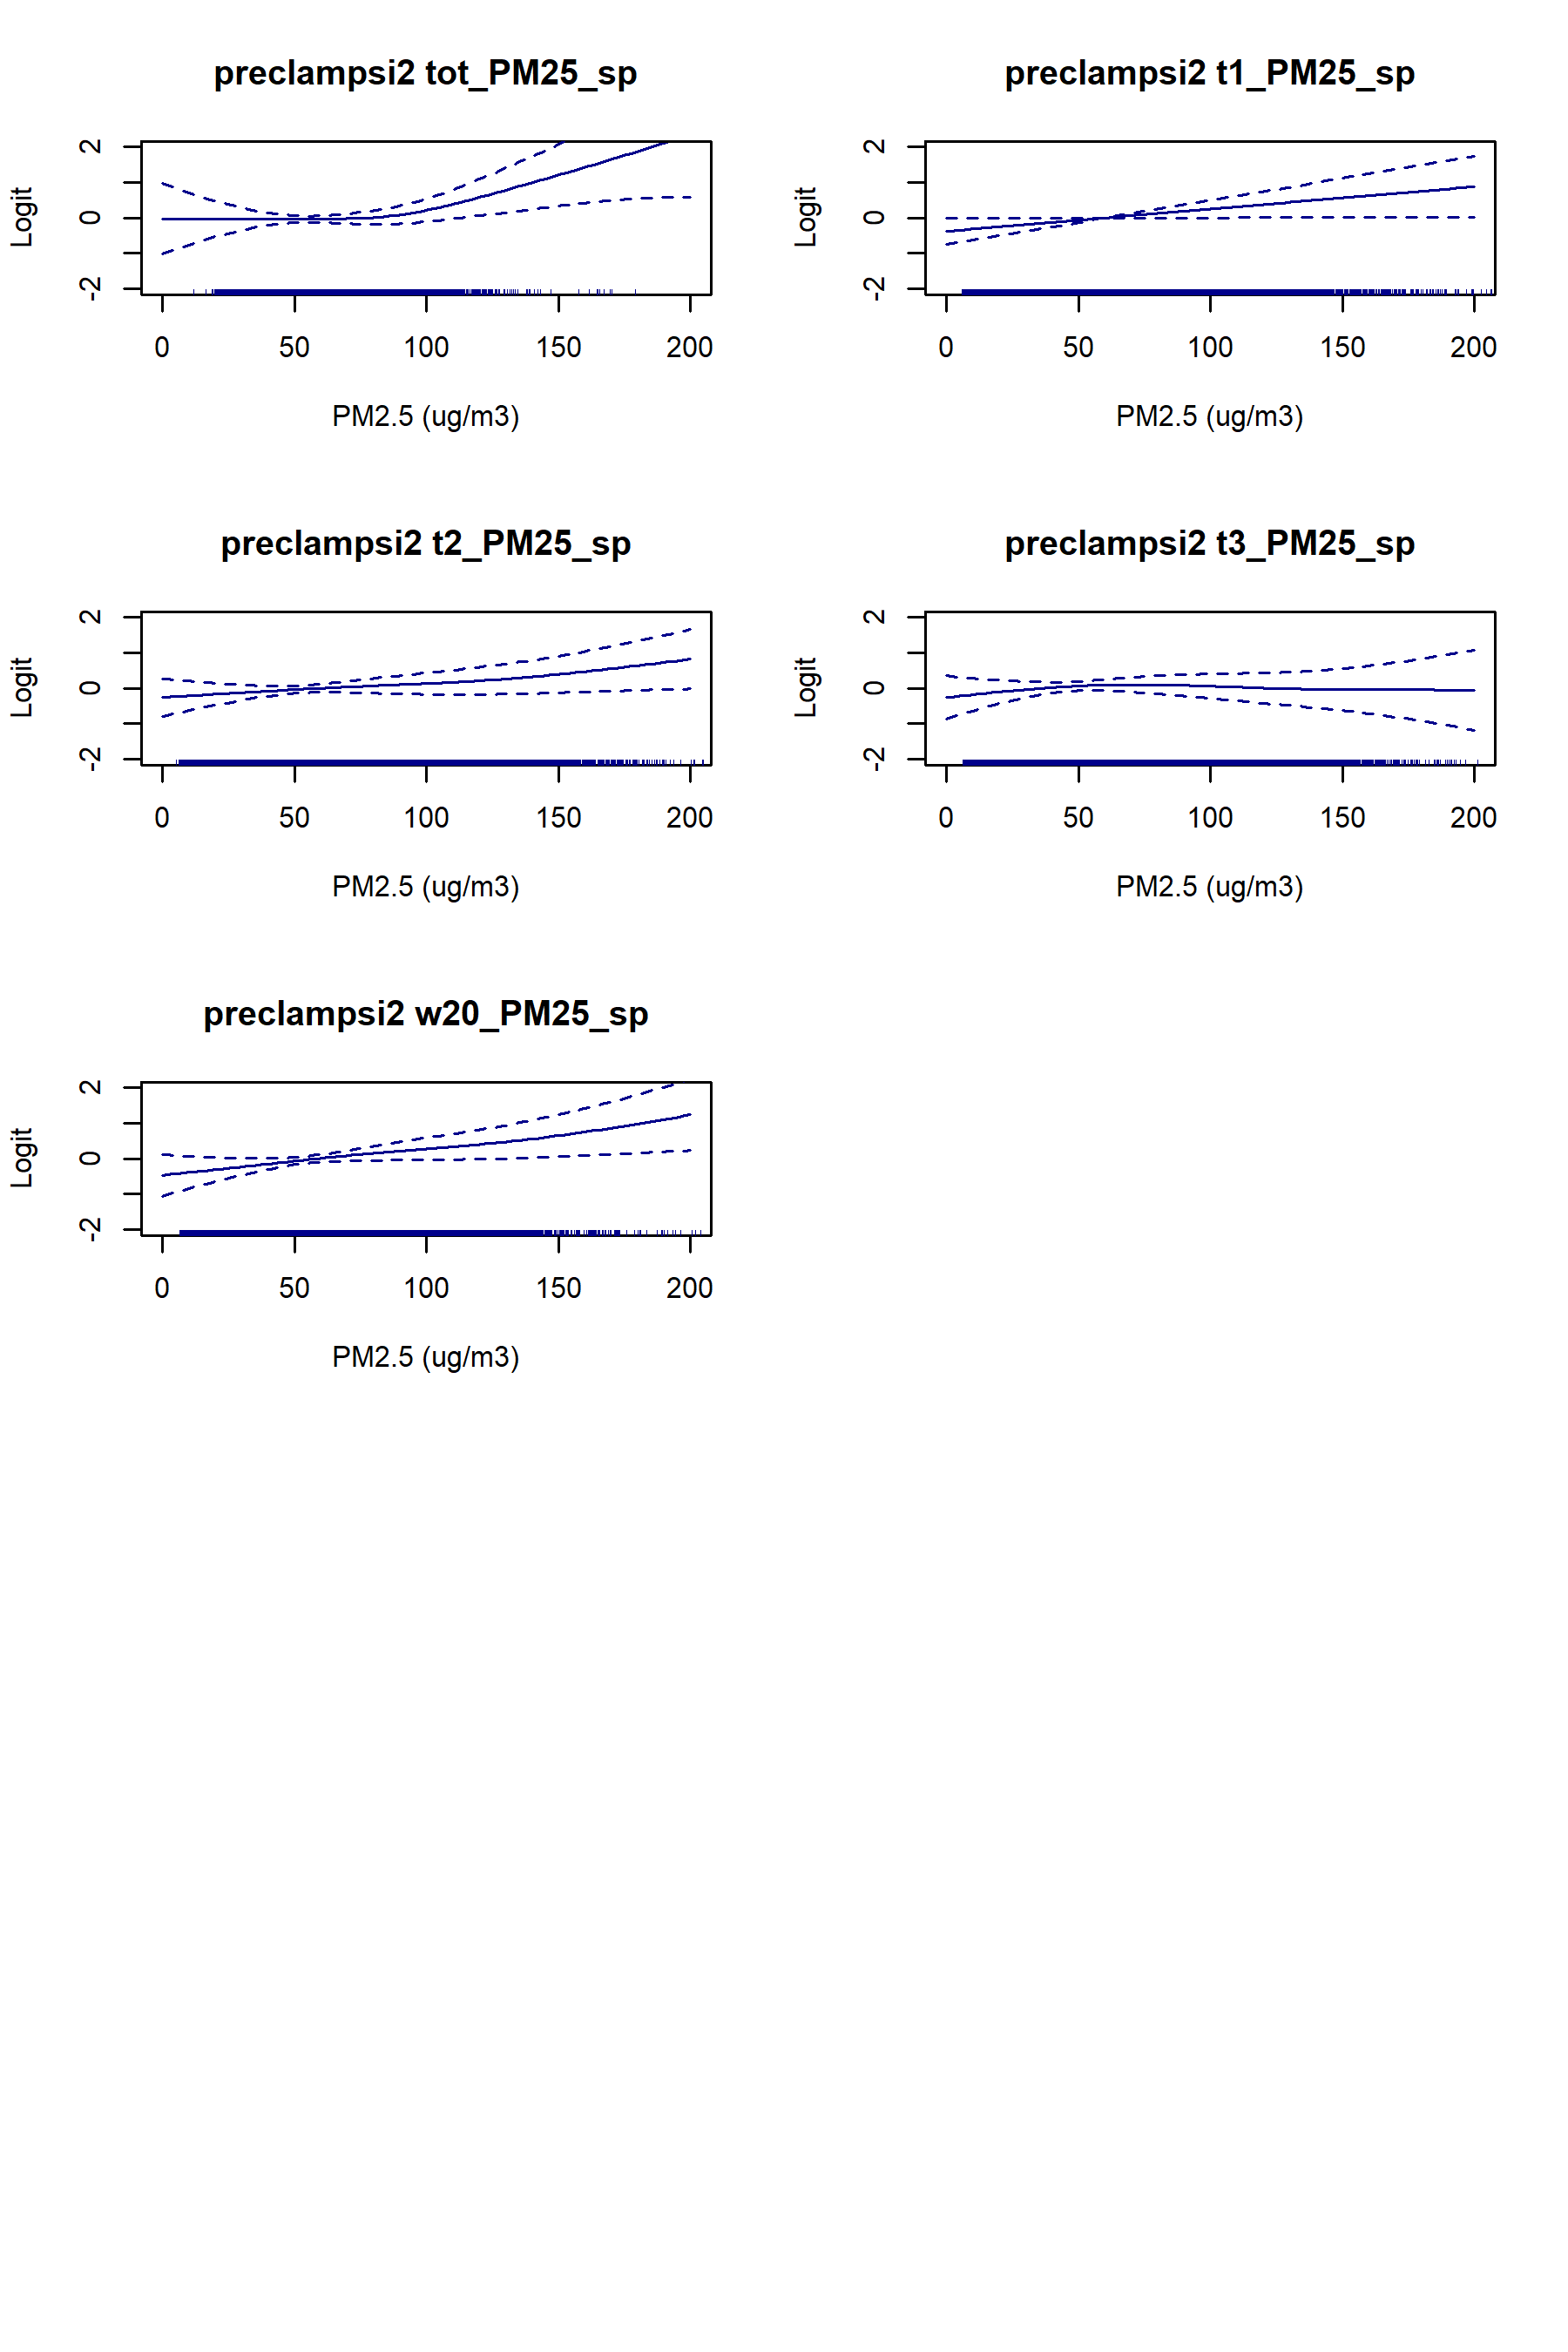 preclampsi2 tot_PM25_sp
Logit
2
0
-2
0 50 100 150 200
PM2.5 (ug/m3)
preclampsi2 t1_PM25_sp
Logit
2
0
-2
0 50 100 150 200
PM2.5 (ug/m3)
preclampsi2 t2_PM25_sp
Logit
2
0
-2
0 50 100 150 200
PM2.5 (ug/m3)
preclampsi2 t3_PM25_sp
Logit
2
0
-2
0 50 100 150 200
PM2.5 (ug/m3)
preclampsi2 w20_PM25_sp
Logit
2
0
-2
0 50 100 150 200
PM2.5 (ug/m3)